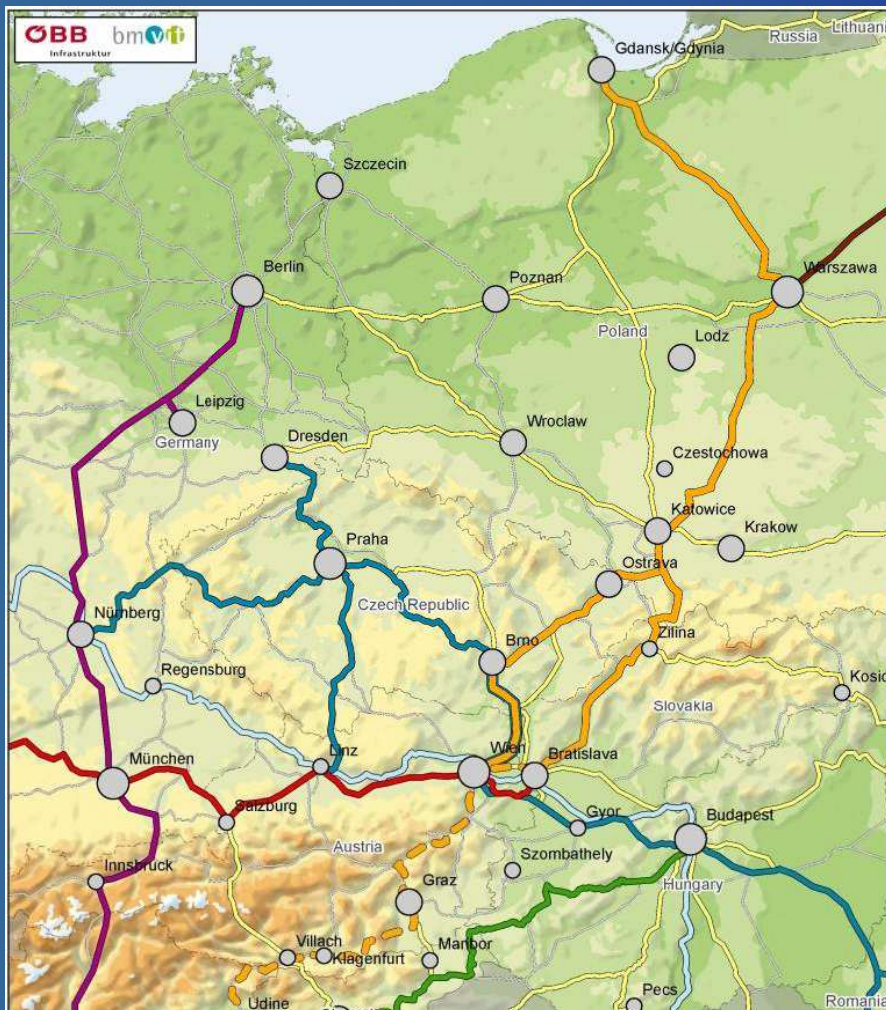 ÖBB
Infrastruktur
bmvit
Gdansk/Gdynia
Russia
Szczecin
Berlin
Poznan
Warszawa
Poland
Lodz
Leipzig
Germany
Dresden
Wroclaw
Czestochowa
Katowice
Krakow
Praha
Ostrava
Czech Republic
Nürnberg
Brno
Zilina
Regensburg
Kosic
Slovakia
Linz
Wien
Bratislava
München
Salzburg
Gyor
Budapest
Austria
Szombathely
Innsbruck
Graz
Hungary
Villach
Klagenfurt
Udine
Pecs
Romania